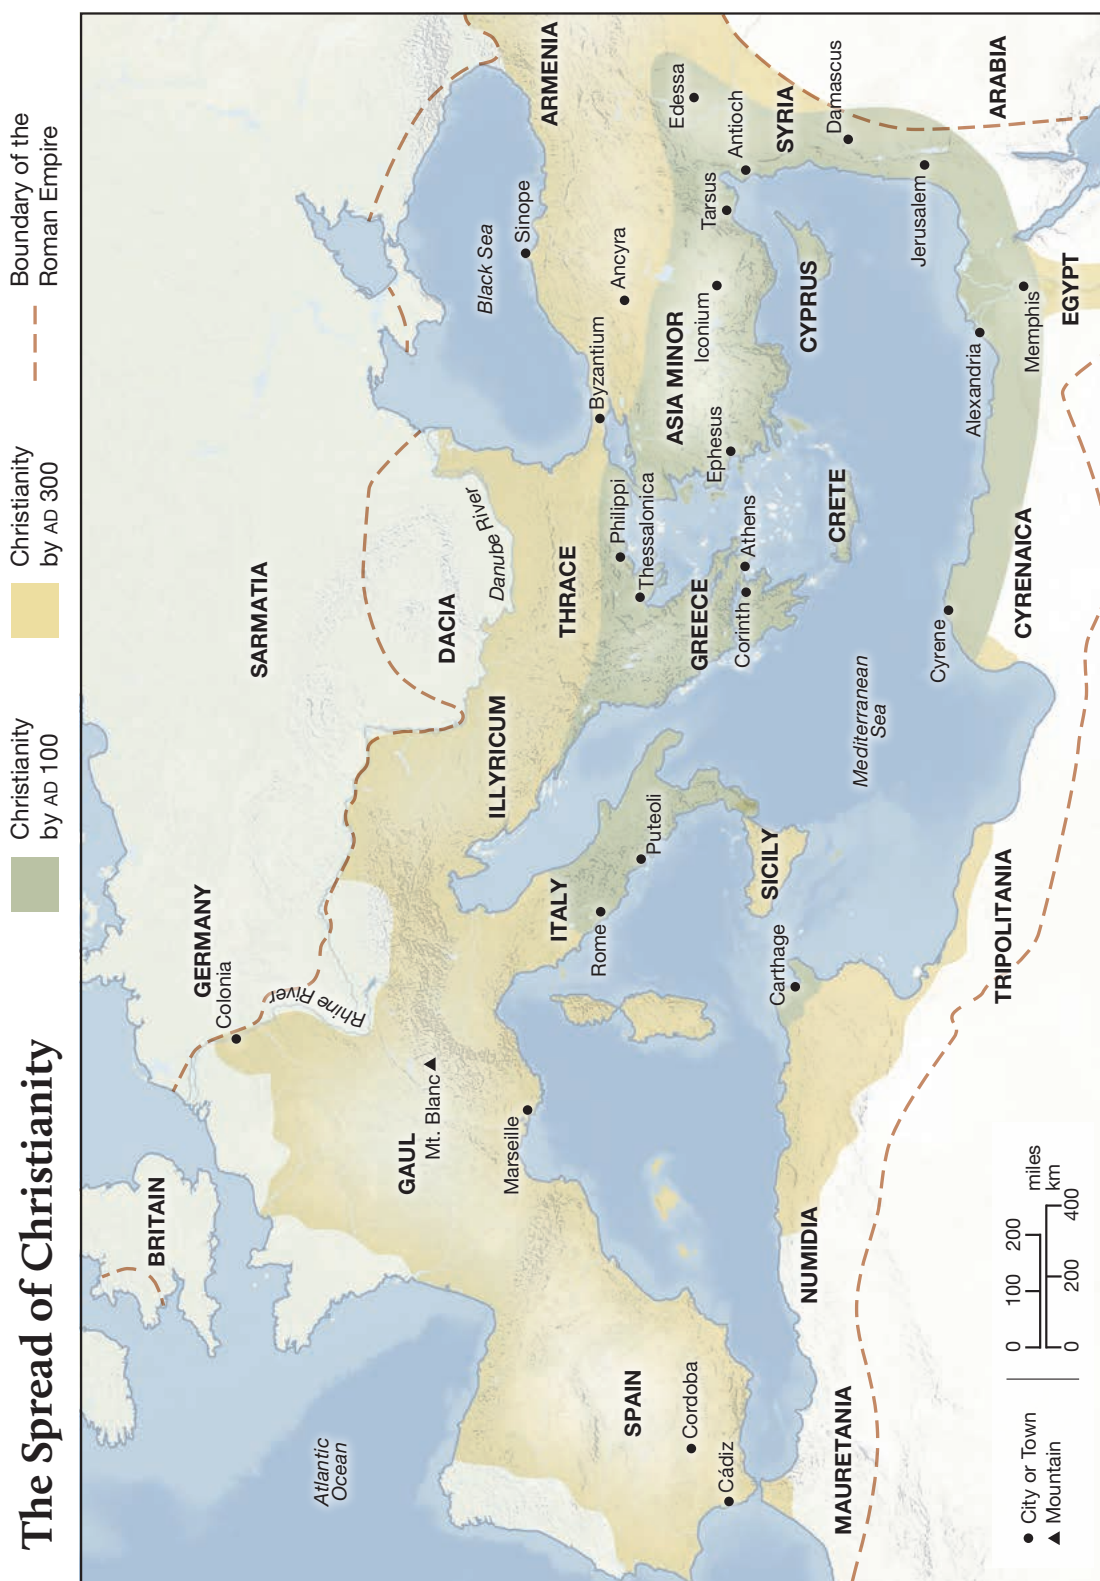 The Spread of Christianity
Christianity
by AD 100
Christianity
by AD 300
Boundary of the
Roman Empire
BRITAIN
GERMANY
Colonia
Rhine River
SARMATIA
DACIA
Danube River
Black Sea
Sinope
ARMENIA
Atlantic
Ocean
GAUL
Mt. Blanc
Marseille
ILLYRICUM
THRACE
Byzantium
Ancyra
ITALY
Rome
Puteoli
Philippi
Thessalonica
GREECE
Corinth
Athens
ASIA MINOR
Ephesus
Iconium
Tarsus
Antioch
Edessa
SYRIA
Damascus
ARABIA
SPAIN
Cordoba
Cádiz
SICILY
Carthage
CRETE
CYPRUS
Mediterranean
Sea
Jerusalem
MAURETANIA
NUMIDIA
TRIPOLITANIA
Cyrene
CYRENAICA
Alexandria
Memphis
EGYPT
City or Town
Mountain
0 100 200 miles
0 200 400 km